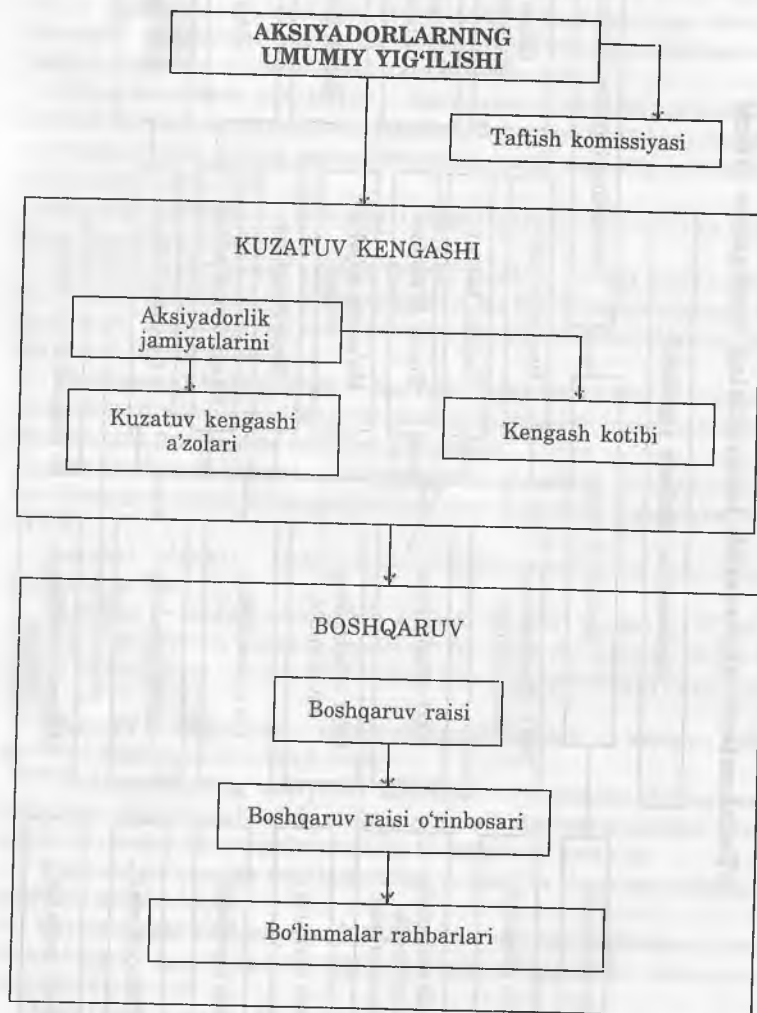 AKSIYADORLARNING
UMUMIY YIG‘ILISHI
Taftish komissiyasi
KUZATUV KENGASHI
Aksiyadorlik
jamiyatlarini
Kuzatuv kengashi
a’zolari
Kengash kotibi
BOSHQARUV
Boshqaruv raisi
Boshqaruv raisi o‘rinbosari
Bo‘linmalar rahbarlari